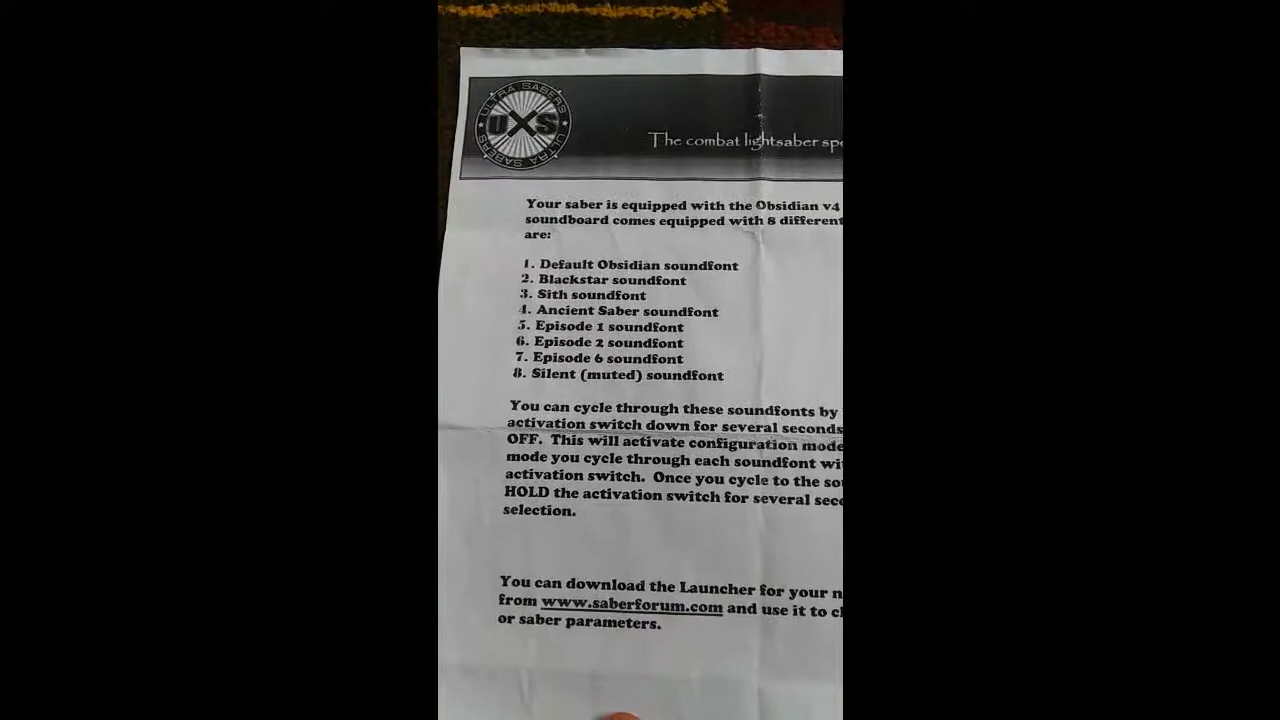 ULTRA SABERS
UXS
ULTRA SABERS
The combat lightsaber
Your saber is equipped with the Obsidian v4
soundboard comes equipped with 8 different
are:
1. Default Obsidian soundfont
2. Blackstar soundfont
3. Sith soundfont
4. Ancient Saber soundfont
5. Episode 1 soundfont
6. Episode 2 soundfont
7. Episode 6 soundfont
8. Silent (muted) soundfont
You can cycle through these soundfonts by
activation switch down for several seconds
OFF. This will activate configuration mode
mode you cycle through each soundfont
activation switch. Once you cycle to the
HOLD the activation switch for several
selection.
You can download the Launcher for your
from www.saberforum.com and use it to
or saber parameters.